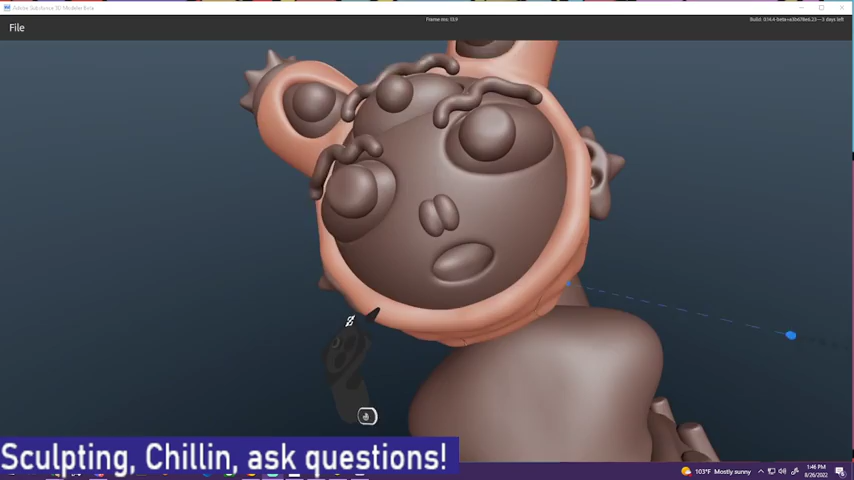 Adobe Substance 3D Modeler Beta
File
Sculpting, Chillin, ask questions!
103°F Mostly sunny
1:46 PM
8/26/2022